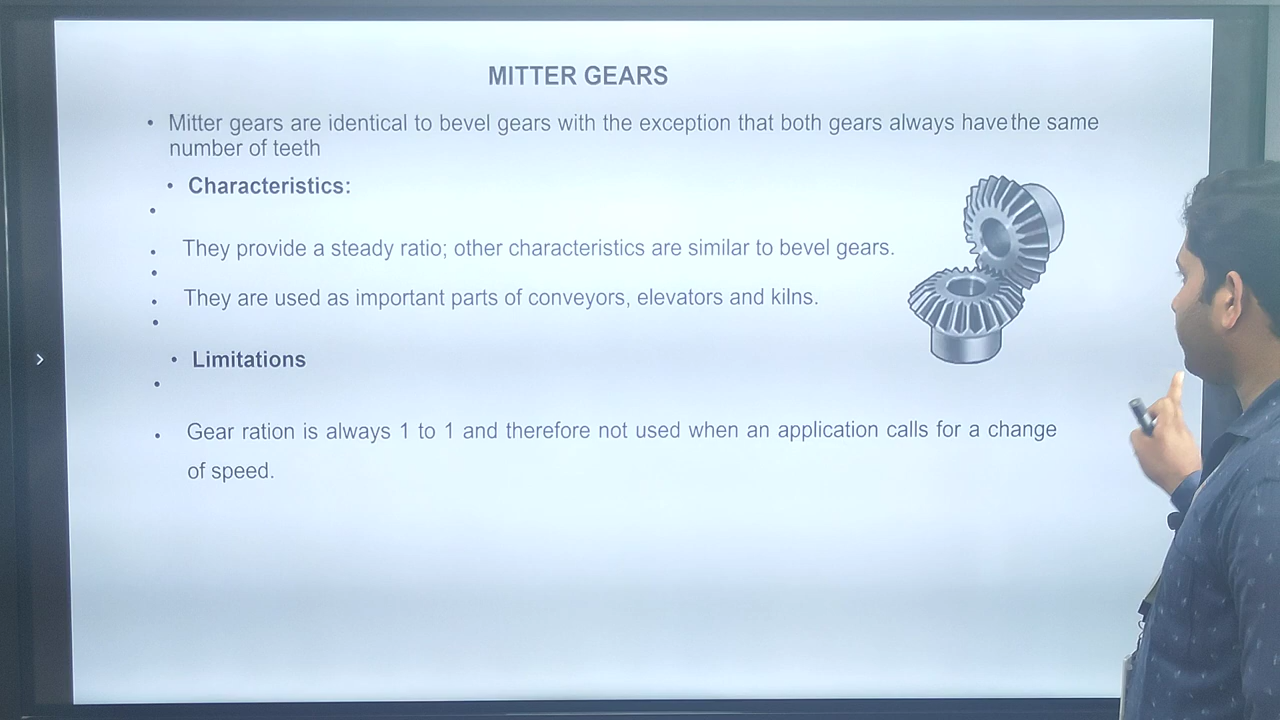 MITTER GEARS
• Mitter gears are identical to bevel gears with the exception that both gears always have the same
number of teeth
• Characteristics:
•
• They provide a steady ratio; other characteristics are similar to bevel gears.
•
• They are used as important parts of conveyors, elevators and kilns.
•
• Limitations
•
• Gear ration is always 1 to 1 and therefore not used when an application calls for a change
of speed.